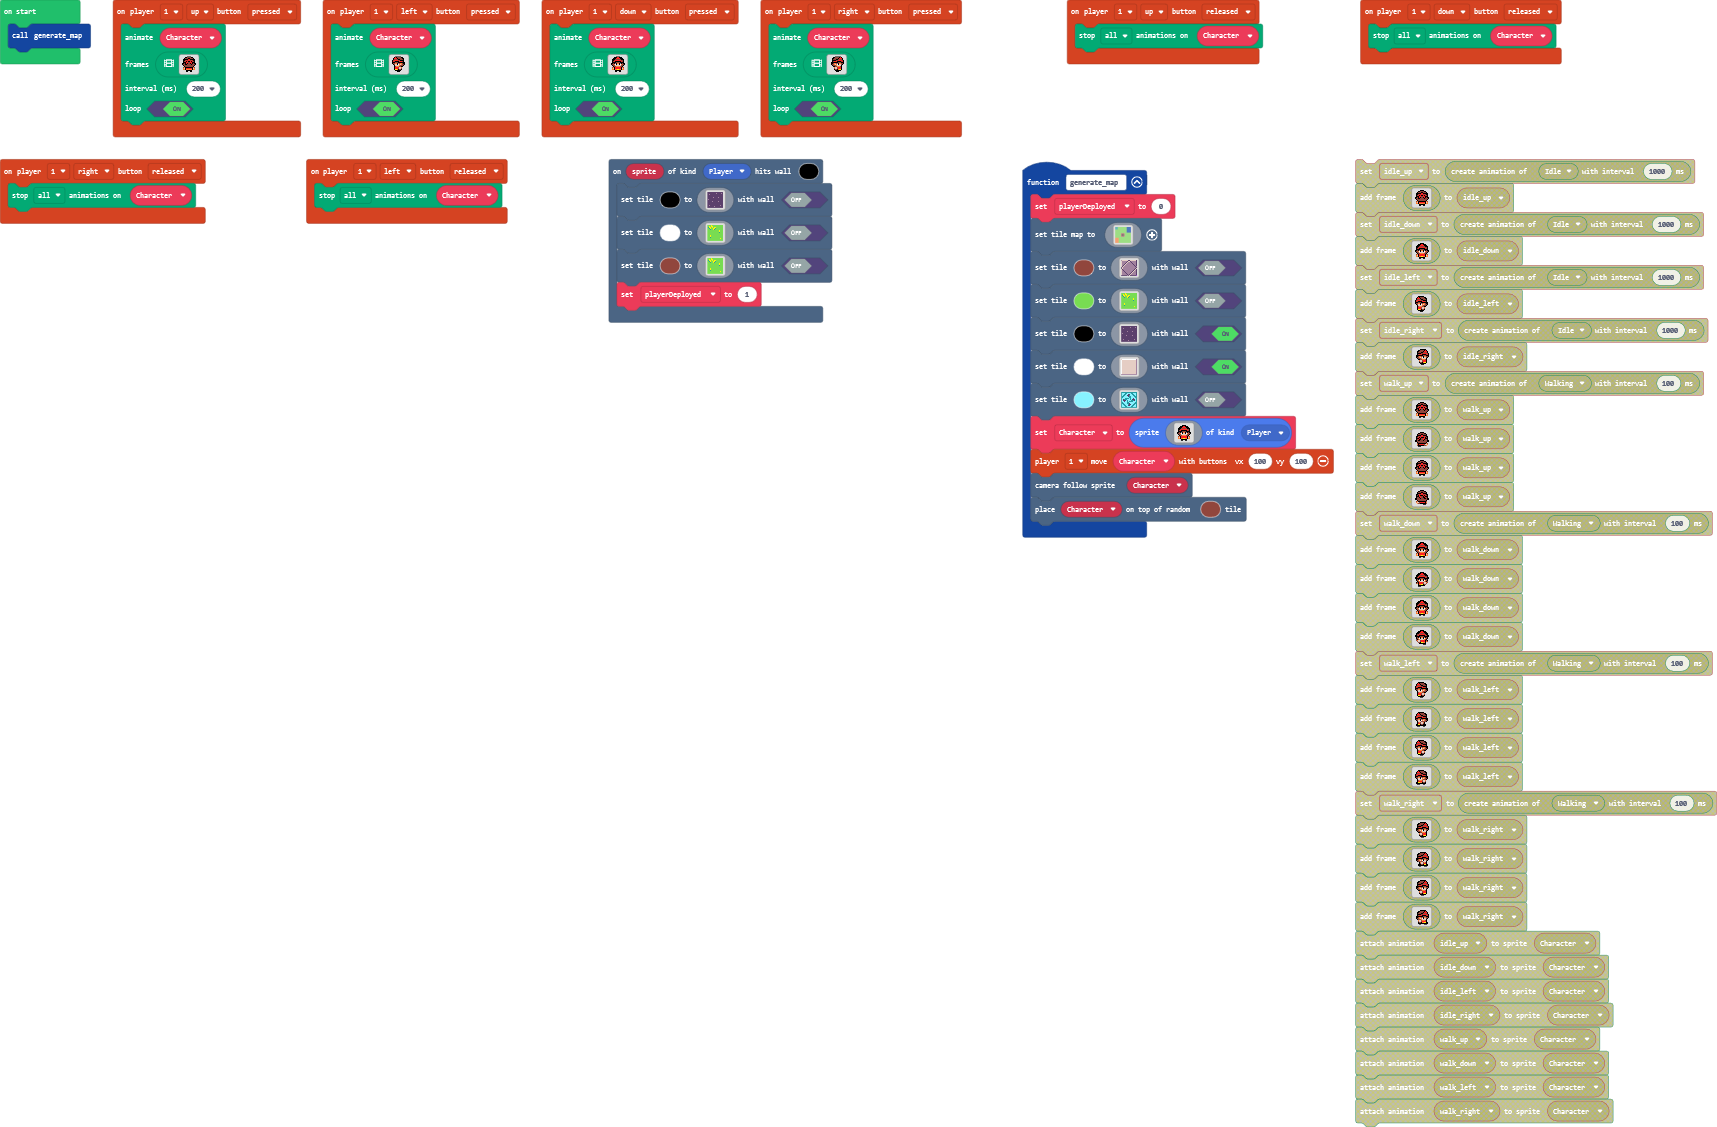 on start
call generate_map
on player 1 up button pressed
animate Character
frames
interval (ms) 200
loop ON
on player 1 left button pressed
animate Character
frames
interval (ms) 200
loop ON
on player 1 down button pressed
animate Character
frames
interval (ms) 200
loop ON
on player 1 right button pressed
animate Character
frames
interval (ms) 200
loop ON
on player 1 up button released
stop all animations on Character
on player 1 down button released
stop all animations on Character
on player 1 right button released
stop all animations on Character
on player 1 left button released
stop all animations on Character
on sprite of kind Player hits wall
set tile to with wall OFF
set tile to with wall OFF
set tile to with wall OFF
set playerDeployed to 1
function generate_map
set playerDeployed to 0
set tile map to
set tile to with wall OFF
set tile to with wall OFF
set tile to with wall ON
set tile to with wall ON
set tile to with wall OFF
set Character to sprite of kind Player
player 1 move Character with buttons vx 100 vy 100
camera follow sprite Character
place Character on top of random tile
set idle_up to create animation of Idle with interval 1000 ms
add frame to idle_up
set idle_down to create animation of Idle with interval 1000 ms
add frame to idle_down
set idle_left to create animation of Idle with interval 1000 ms
add frame to idle_left
set idle_right to create animation of Idle with interval 1000 ms
add frame to idle_right
set walk_up to create animation of Walking with interval 100 ms
add frame to walk_up
add frame to walk_up
add frame to walk_up
add frame to walk_up
set walk_down to create animation of Walking with interval 100 ms
add frame to walk_down
add frame to walk_down
add frame to walk_down
add frame to walk_down
set walk_left to create animation of Walking with interval 100 ms
add frame to walk_left
add frame to walk_left
add frame to walk_left
add frame to walk_left
set walk_right to create animation of Walking with interval 100 ms
add frame to walk_right
add frame to walk_right
add frame to walk_right
add frame to walk_right
attach animation idle_up to sprite Character
attach animation idle_down to sprite Character
attach animation idle_left to sprite Character
attach animation idle_right to sprite Character
attach animation walk_up to sprite Character
attach animation walk_down to sprite Character
attach animation walk_left to sprite Character
attach animation walk_right to sprite Character